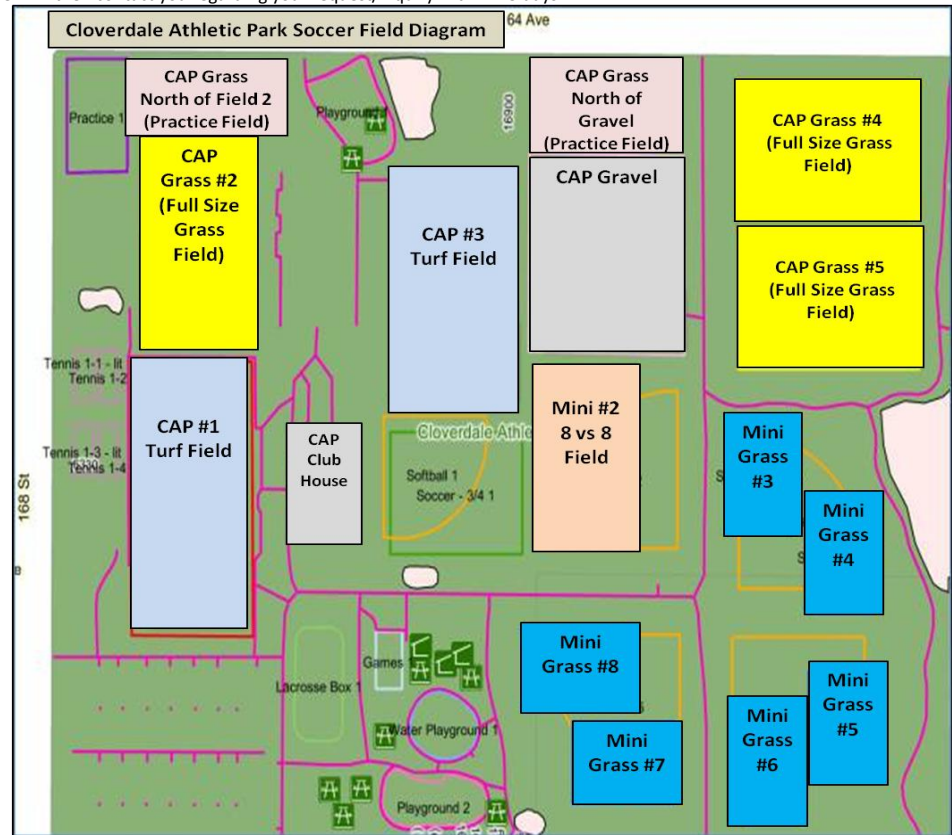 64 Ave
Cloverdale Athletic Park Soccer Field Diagram
Practice 1
CAP Grass
North of Field 2
(Practice Field)
Playground
16900
CAP Grass
North of
Gravel
(Practice Field)
CAP Grass #4
(Full Size Grass
Field)
CAP
Grass #2
(Full Size
Grass
Field)
CAP #3
Turf Field
CAP Gravel
CAP Grass #5
(Full Size Grass
Field)
Tennis 1-1 - lit
Tennis 1-2
Tennis 1-3 - lit
Tennis 1-4
168 St
CAP #1
Turf Field
CAP
Club
House
Cloverdale Athle
Softball 1
Soccer - 3/4 1
Mini #2
8 vs 8
Field
Mini
Grass
#3
Mini
Grass
#4
Mini
Grass #8
Mini
Grass #7
Mini
Grass
#5
Mini
Grass
#6
Lacrosse Box 1
Games
Water Playground 1
Playground 2